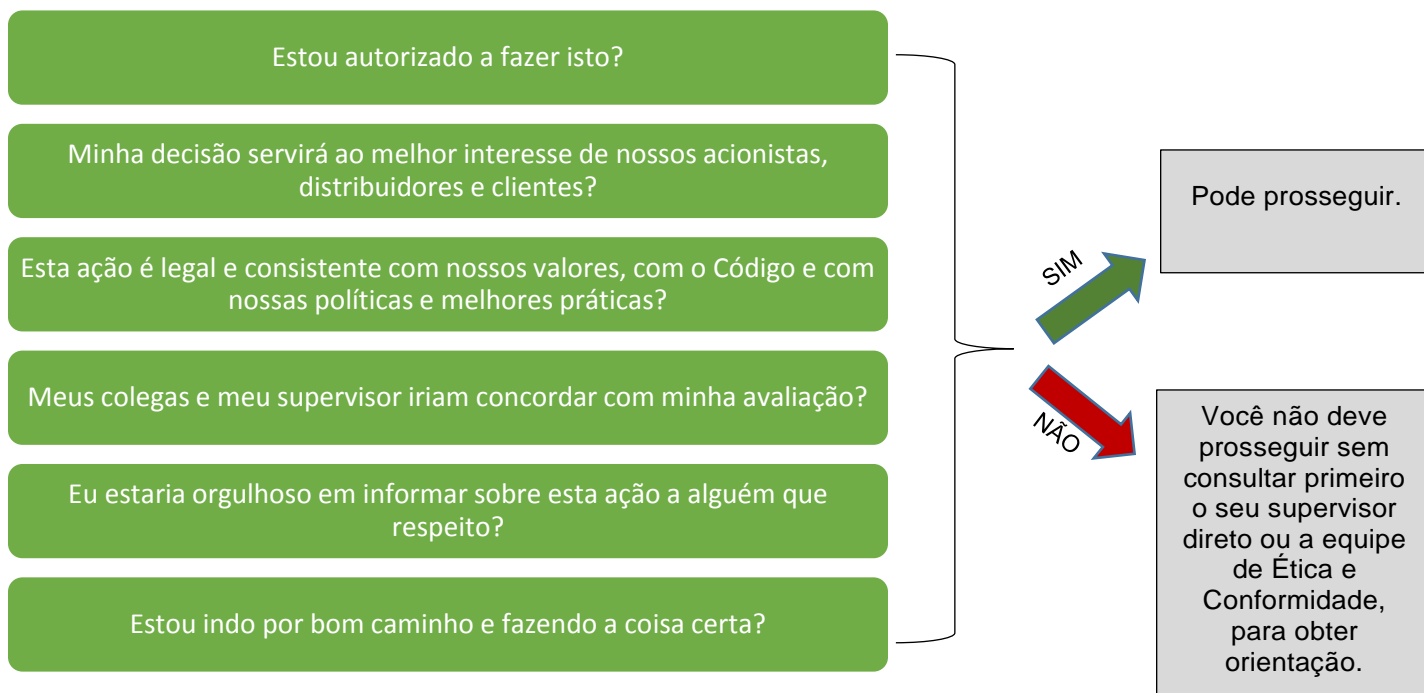 Estou autorizado a fazer isto?
Minha decisão servirá ao melhor interesse de nossos acionistas,
distribuidores e clientes?
Esta ação é legal e consistente com nossos valores, com o Código e com
nossas políticas e melhores práticas?
Meus colegas e meu supervisor iriam concordar com minha avaliação?
Eu estaria orgulhoso em informar sobre esta ação a alguém que
respeito?
Estou indo por bom caminho e fazendo a coisa certa?
SIM
Pode prosseguir.
NÃO
Você não deve
prosseguir sem
consultar primeiro
o seu supervisor
direto ou a equipe
de Ética e
Conformidade,
para obter
orientação.